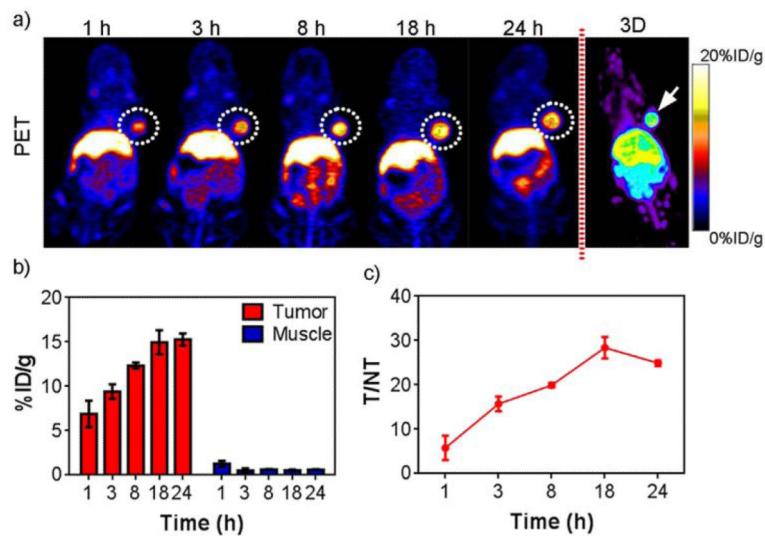 a)
1 h 3 h 8 h 18 h 24 h 3D
PET
20%ID/g
0%ID/g
b)
20
15
10
5
0
%ID/g
Tumor
Muscle
1 3 8 18 24 1 3 8 18 24
Time (h)
c)
40
30
20
10
0
T/NT
1 3 8 18 24
Time (h)